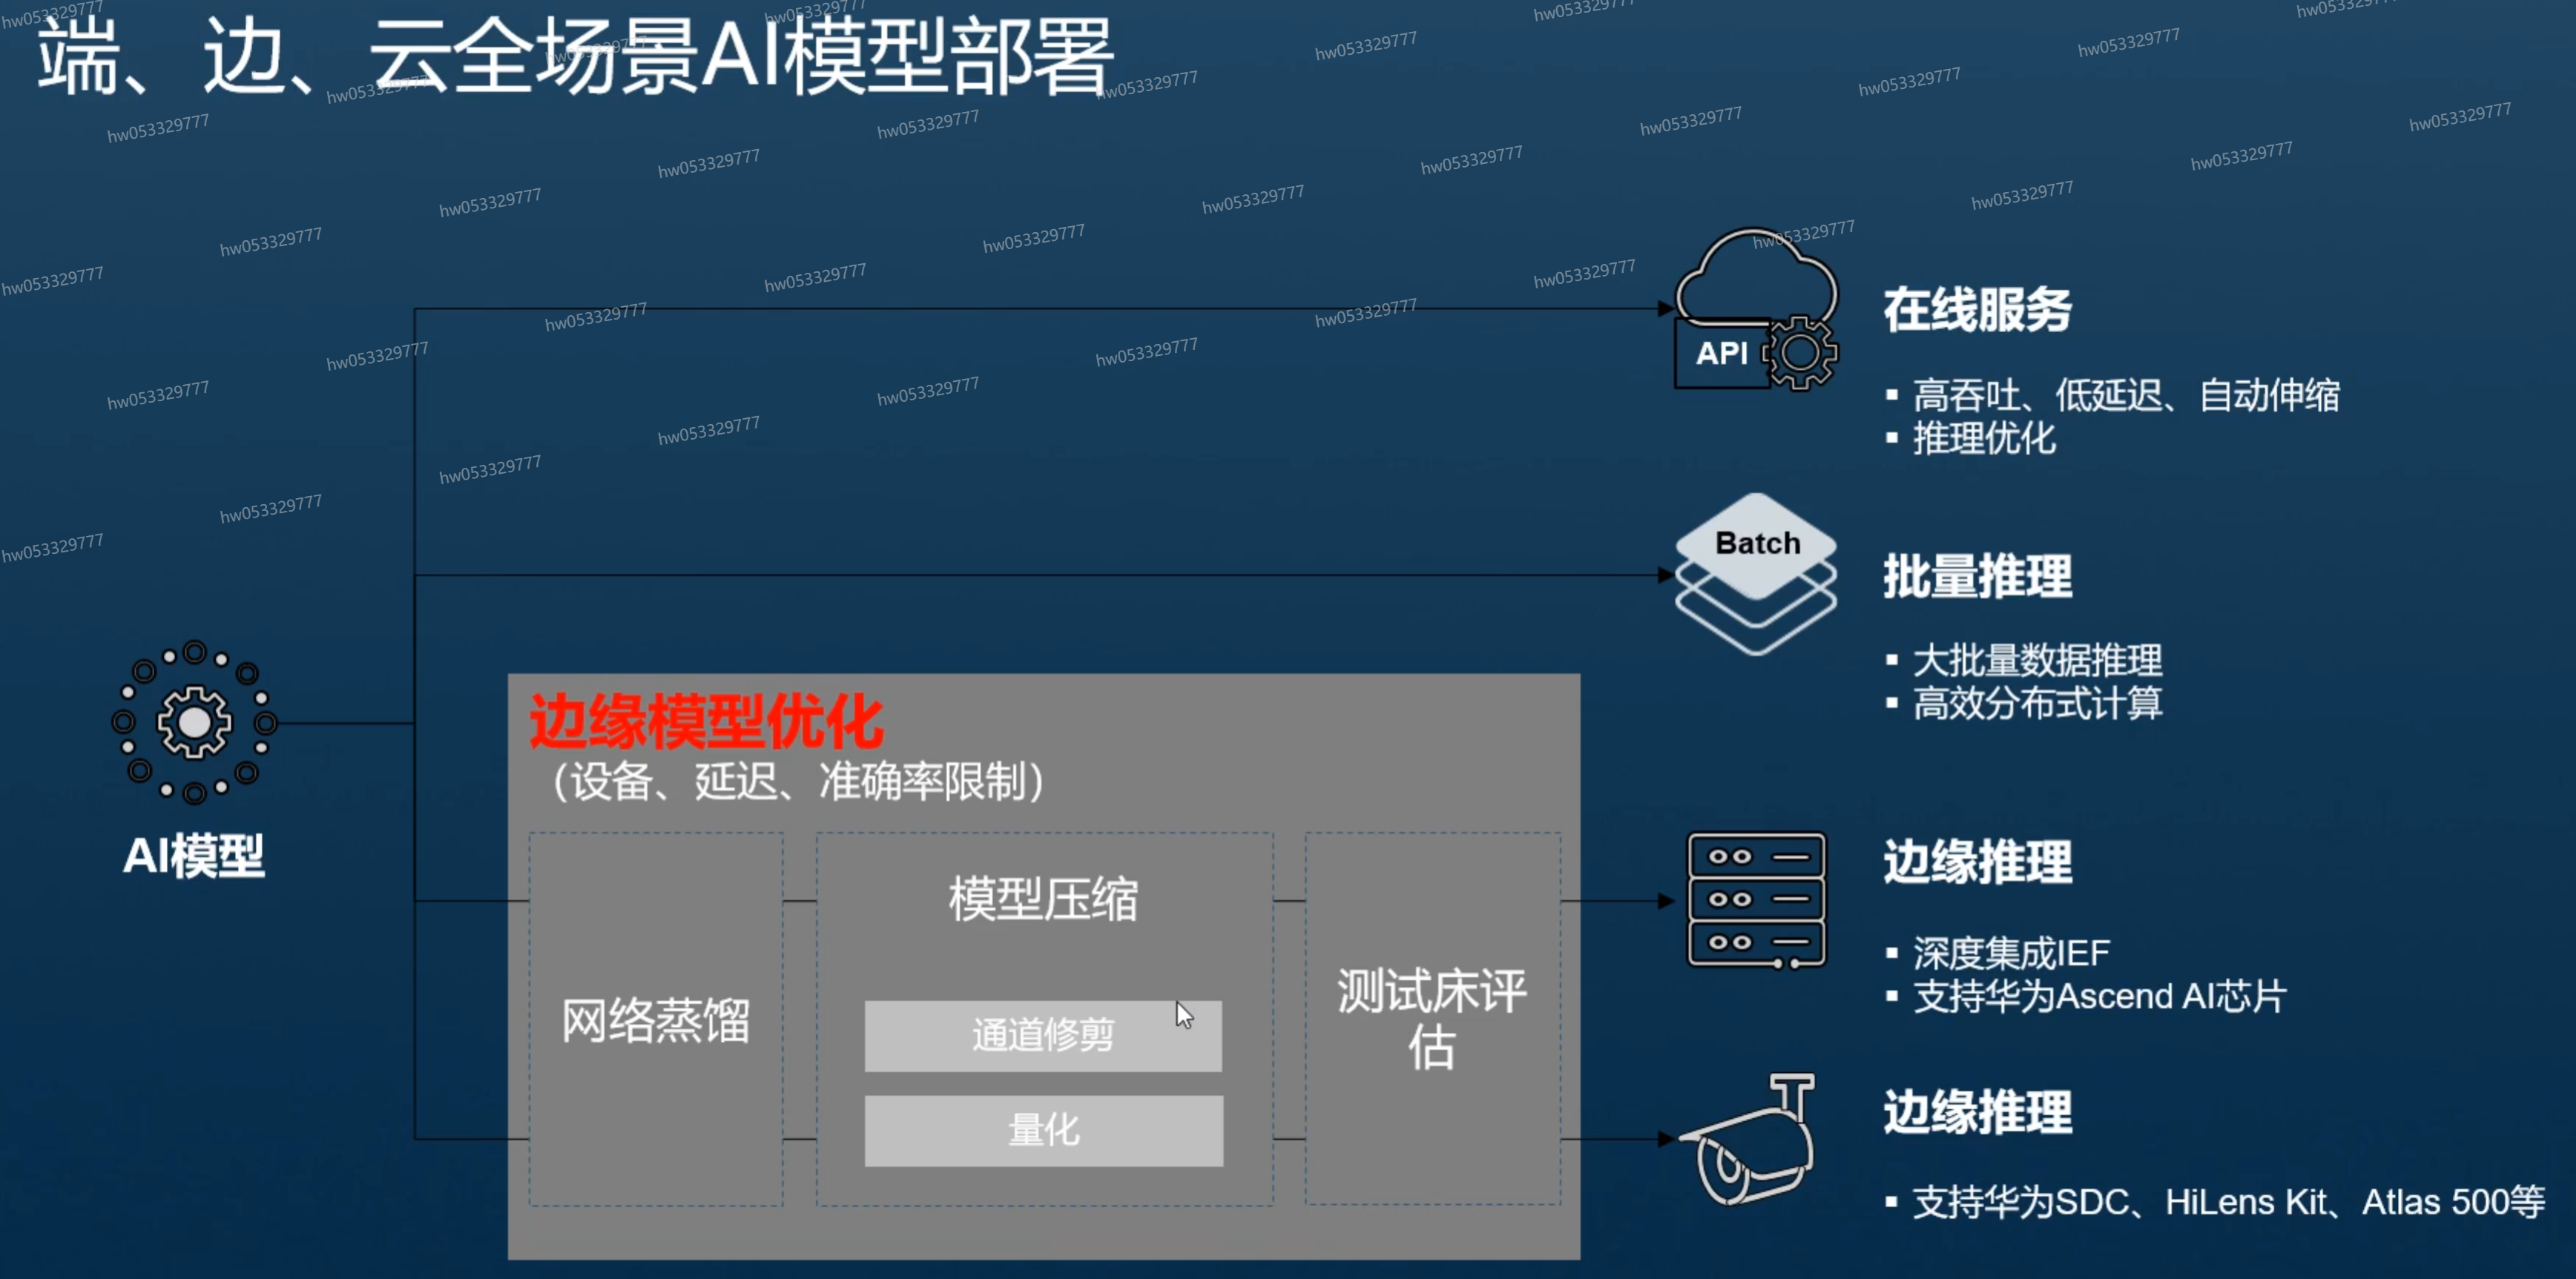 端、边、云全场景AI模型部署
hw053329777
API
在线服务
▪ 高吞吐、低延迟、自动伸缩
▪ 推理优化
Batch
批量推理
▪ 大批量数据推理
▪ 高效分布式计算
AI模型
边缘模型优化
（设备、延迟、准确率限制）
网络蒸馏
模型压缩
通道修剪
量化
测试床评
估
边缘推理
▪ 深度集成IEF
▪ 支持华为Ascend AI芯片
边缘推理
▪ 支持华为SDC、HiLens Kit、Atlas 500等